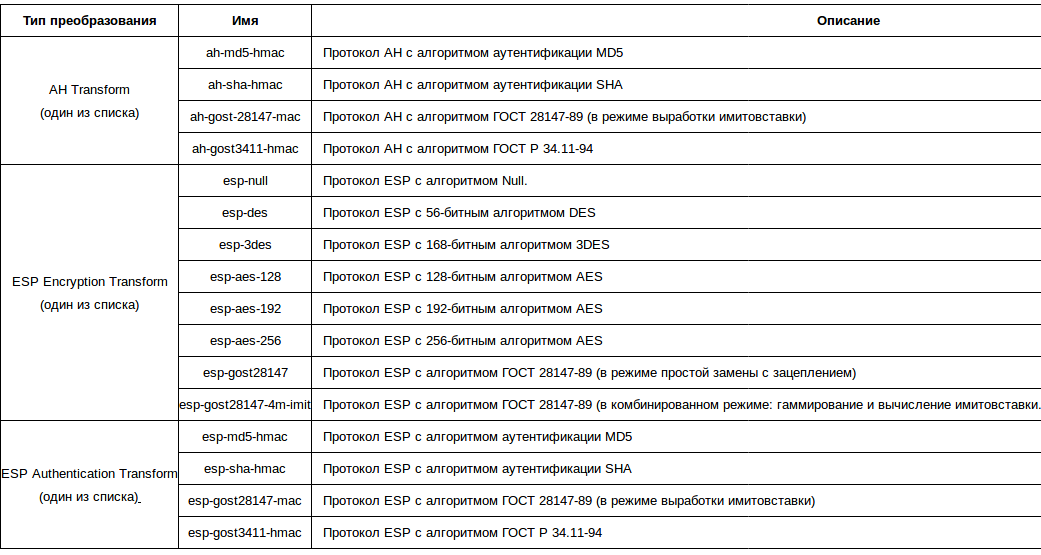 Тип преобразования Имя Описание
AH Transform
(один из списка)
ah-md5-hmac Протокол AH с алгоритмом аутентификации MD5
ah-sha-hmac Протокол AH с алгоритмом аутентификации SHA
ah-gost-28147-mac Протокол AH с алгоритмом ГОСТ 28147-89 (в режиме выработки имитовставки)
ah-gost3411-hmac Протокол AH с алгоритмом ГОСТ Р 34.11-94
ESP Encryption Transform
(один из списка)
esp-null Протокол ESP с алгоритмом Null.
esp-des Протокол ESP с 56-битным алгоритмом DES
esp-3des Протокол ESP с 168-битным алгоритмом 3DES
esp-aes-128 Протокол ESP с 128-битным алгоритмом AES
esp-aes-192 Протокол ESP с 192-битным алгоритмом AES
esp-aes-256 Протокол ESP с 256-битным алгоритмом AES
esp-gost28147 Протокол ESP с алгоритмом ГОСТ 28147-89 (в режиме простой замены с зацеплением)
esp-gost28147-4m-imit Протокол ESP с алгоритмом ГОСТ 28147-89 (в комбинированном режиме: гаммирование и вычисление имитовставки.
ESP Authentication Transform
(один из списка)
esp-md5-hmac Протокол ESP с алгоритмом аутентификации MD5
esp-sha-hmac Протокол ESP с алгоритмом аутентификации SHA
esp-gost28147-mac Протокол ESP с алгоритмом ГОСТ 28147-89 (в режиме выработки имитовставки)
esp-gost3411-hmac Протокол ESP с алгоритмом ГОСТ Р 34.11-94